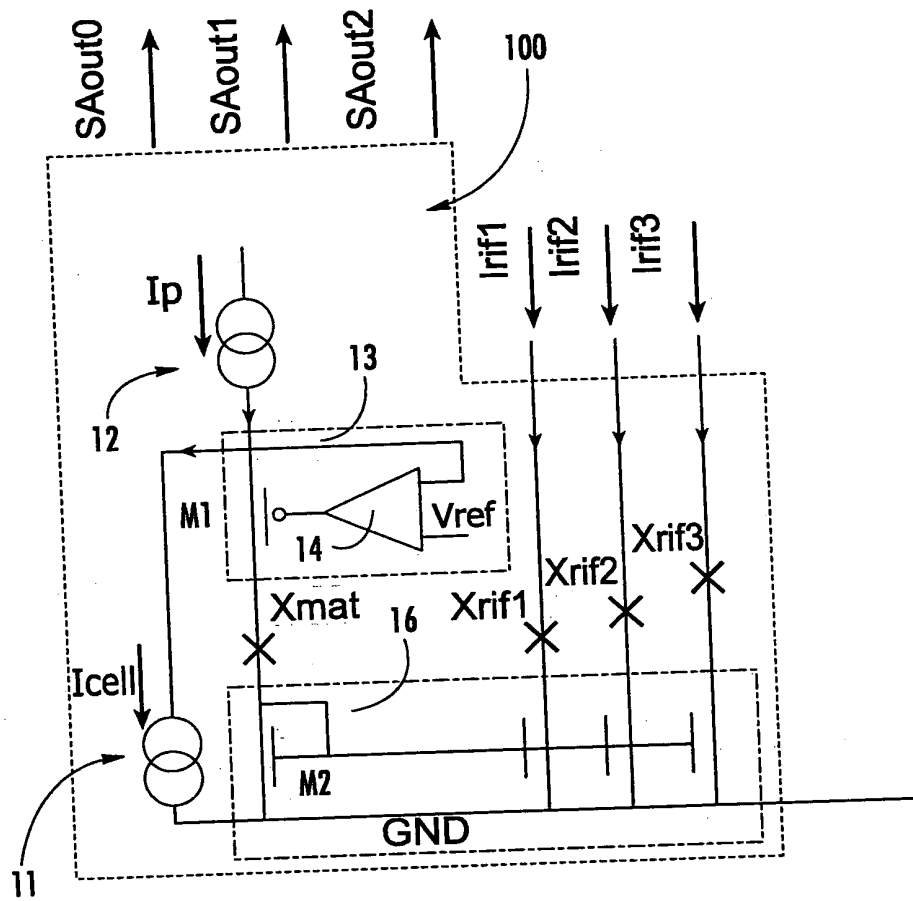 SAout0
SAout1
SAout2
100
Irif1
Irif2
Irif3
Ip
12
13
M1
14
Vref
Xmat
Xrif1
Xrif2
Xrif3
16
Icell
M2
GND
11